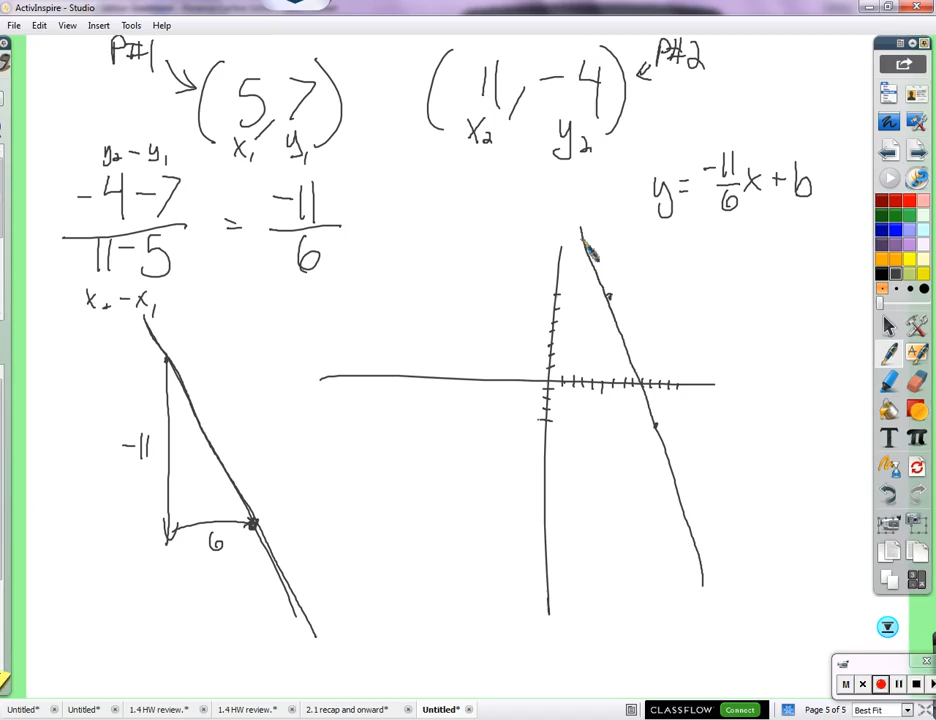 ActivInspire - Studio
File Edit View Insert Tools Help
P#1 (5, 7) (11, -4) P#2
x₁ y₁ x₂ y₂
y₂ - y₁
-4 - 7 / 11 - 5 = -11 / 6
x₂ - x₁
y = -11/6 x + b
-11
6
Untitled* Untitled* 1.4 HW review.* 1.4 HW review.* 2.1 recap and onward* Untitled* CLASSFLOW Connect Page 5 of 5 Best Fit
T π
M